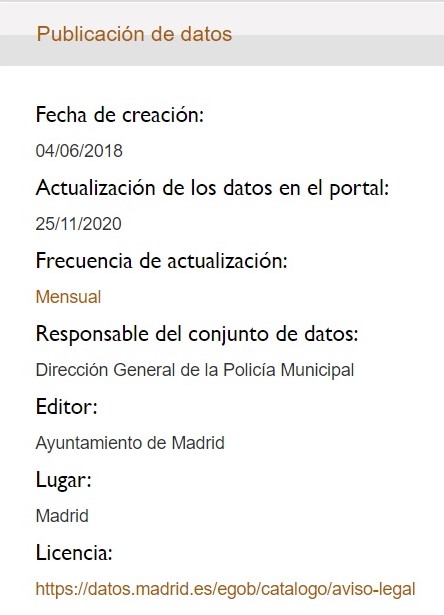 Publicación de datos
Fecha de creación:
04/06/2018
Actualización de los datos en el portal:
25/11/2020
Frecuencia de actualización:
Mensual
Responsable del conjunto de datos:
Dirección General de la Policía Municipal
Editor:
Ayuntamiento de Madrid
Lugar:
Madrid
Licencia:
https://datos.madrid.es/egob/catalogo/aviso-legal